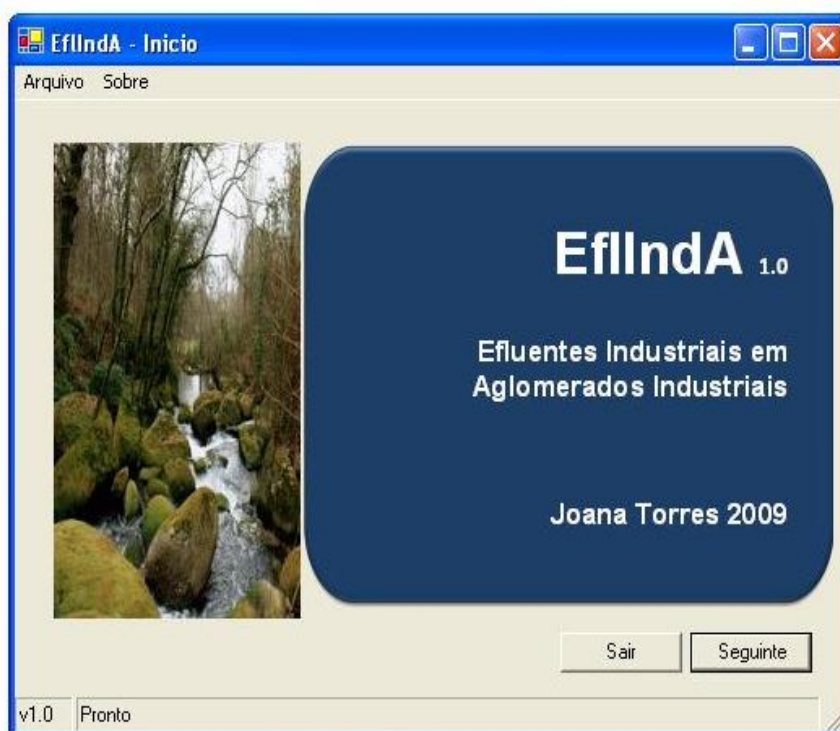 EflIndA - Inicio
Arquivo Sobre
EflIndA 1.0
Efluentes Industriais em
Aglomerados Industriais
Joana Torres 2009
Sair Seguinte
v1.0 Pronto